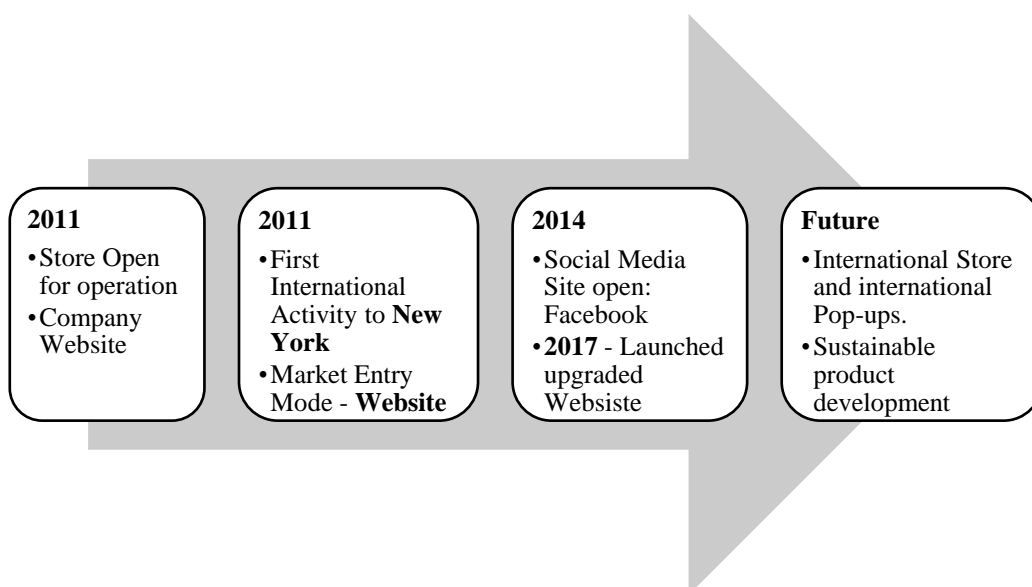 2011
•Store Open
for operation
•Company
Website
2011
•First
International
Activity to New
York
•Market Entry
Mode - Website
2014
•Social Media
Site open:
Facebook
•2017 - Launched
upgraded
Websiste
Future
•International Store
and international
Pop-ups.
•Sustainable
product
development